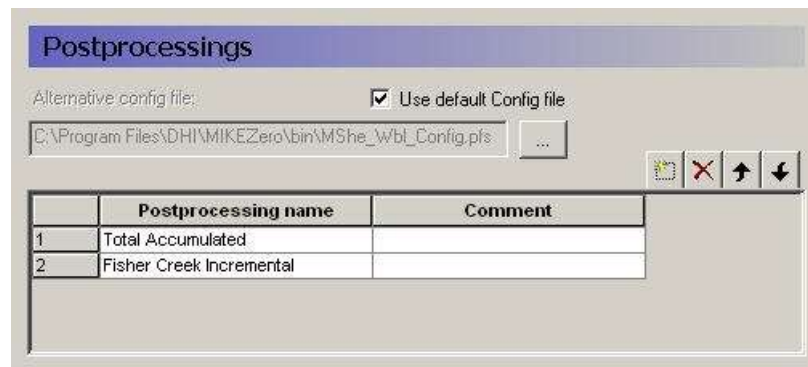 Postprocessings
Alternative config file:
Use default Config file
C:\Program Files\DHI\MIKEZero\bin\MShe_Wbl_Config.pfs
...
Postprocessing name Comment
1 Total Accumulated
2 Fisher Creek Incremental